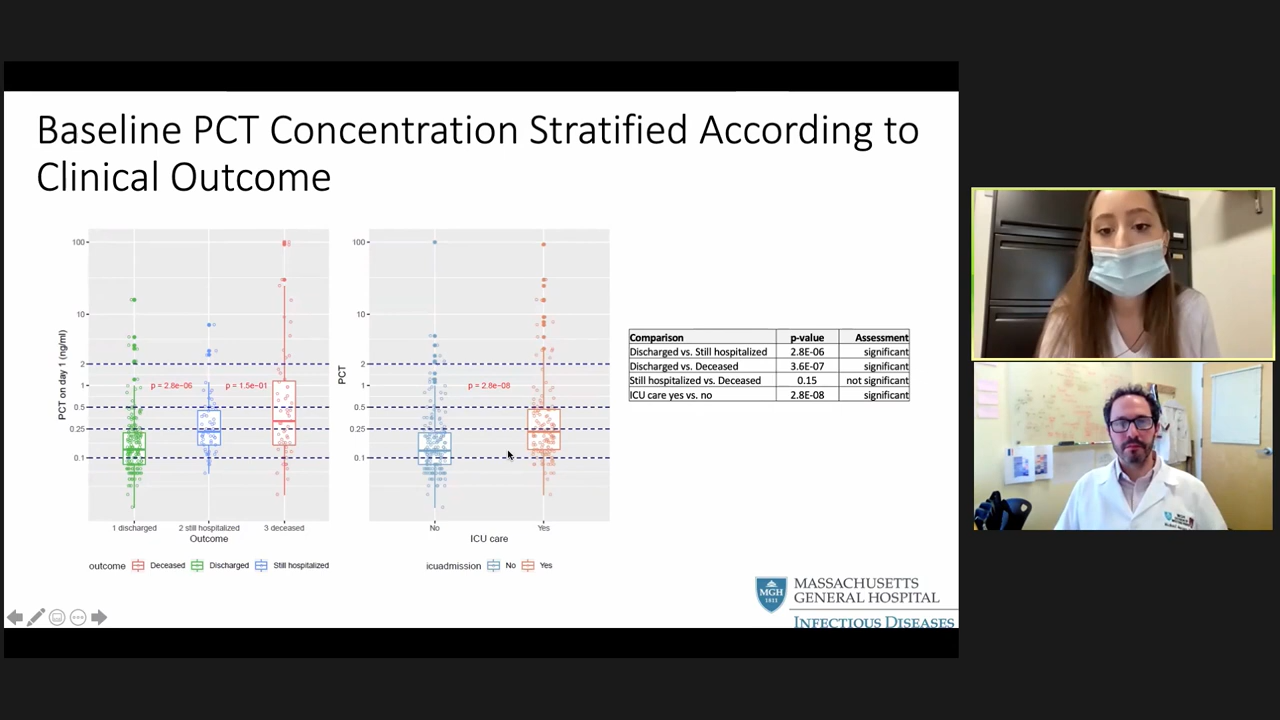 Baseline PCT Concentration Stratified According to
Clinical Outcome
PCT on day 1 (ng/ml)
100
10
2
1
0.5
0.25
0.1
p = 2.8e−06
p = 1.5e−01
1 discharged
2 still hospitalized
3 deceased
Outcome
outcome Deceased Discharged Still hospitalized
PCT
100
10
2
1
0.5
0.25
0.1
p = 2.8e−08
No
Yes
ICU care
icuadmission No Yes
Comparison p-value Assessment
Discharged vs. Still hospitalized 2.8E-06 significant
Discharged vs. Deceased 3.6E-07 significant
Still hospitalized vs. Deceased 0.15 not significant
ICU care yes vs. no 2.8E-08 significant
MGH
1811
MASSACHUSETTS
GENERAL HOSPITAL
INFECTIOUS DISEASES